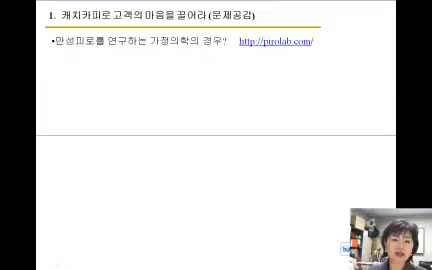 1. 캐치카피로 고객의 마음을 끌어라 (문제공감)
•만성피로를 연구하는 가정의학의 경우? http://pirolab.com/